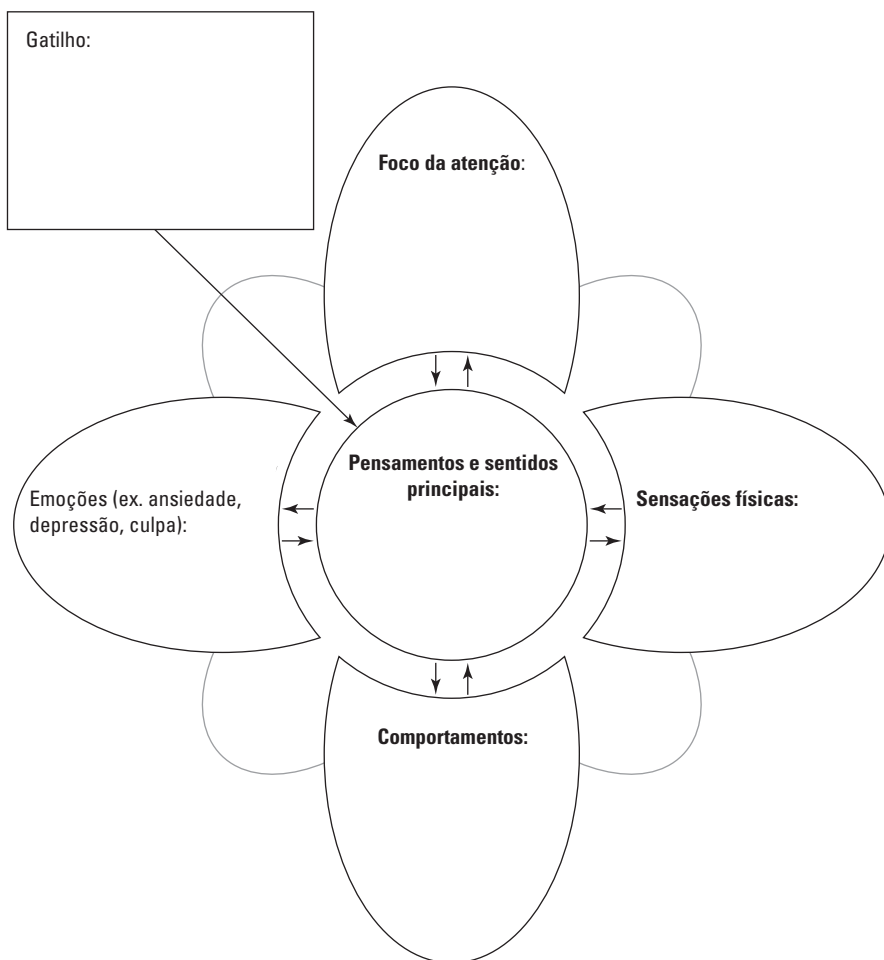 Gatilho:
Foco da atenção:
Pensamentos e sentidos
principais:
Emoções (ex. ansiedade,
depressão, culpa):
Sensações físicas:
Comportamentos: